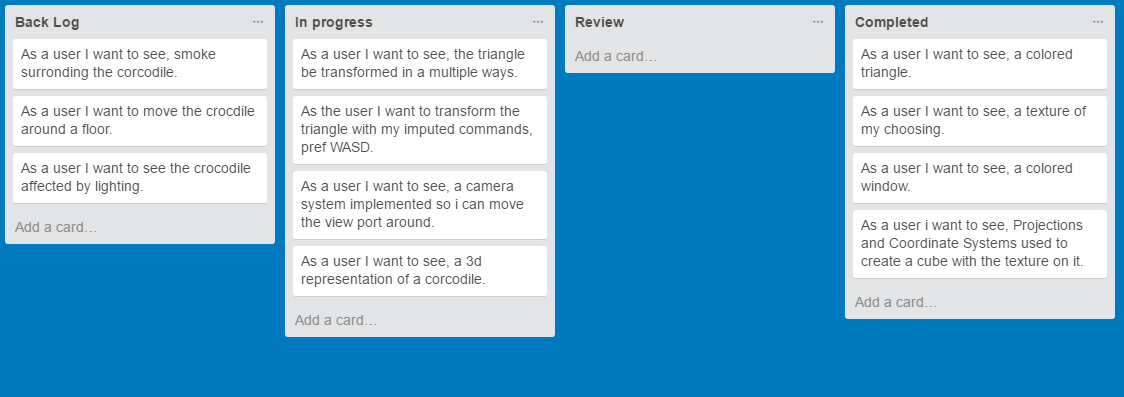 Back Log
As a user I want to see, smoke
surronding the corcodile.
As a user I want to move the crocdile
around a floor.
As a user I want to see the crocodile
affected by lighting.
Add a card…
In progress
As a user I want to see, the triangle
be transformed in a multiple ways.
As the user I want to transform the
triangle with my imputed commands,
pref WASD.
As a user I want to see, a camera
system implemented so i can move
the view port around.
As a user I want to see, a 3d
representation of a corcodile.
Add a card…
Review
Add a card…
Completed
As a user I want to see, a colored
triangle.
As a user I want to see, a texture of
my choosing.
As a user I want to see, a colored
window.
As a user i want to see, Projections
and Coordinate Systems used to
create a cube with the texture on it.
Add a card…